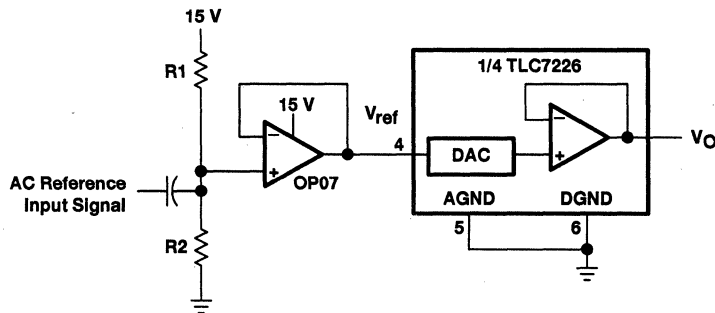 15 V
R1
15 V
−
+
OP07
Vref
4
1/4 TLC7226
DAC
−
+
VO
AC Reference
Input Signal
AGND
DGND
5
6
R2